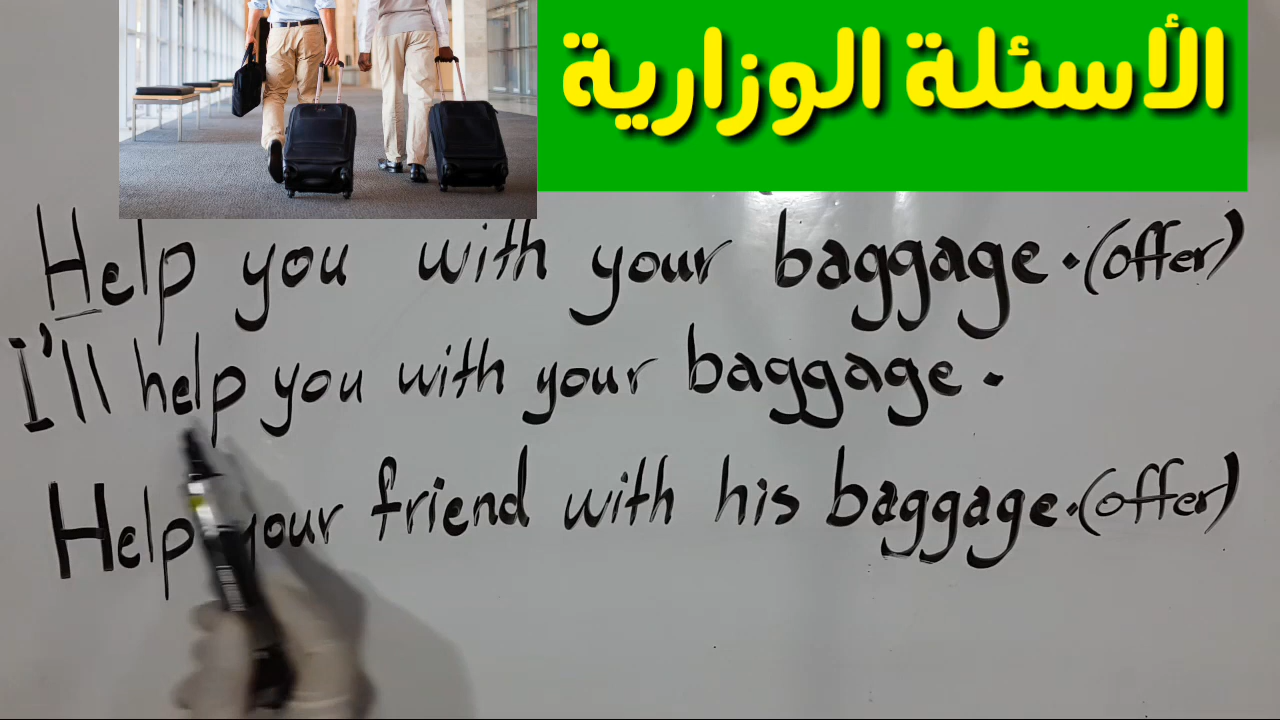 الأسئلة الوزارية
Help you with your baggage. (offer)
I'll help you with your baggage.
Help your friend with his baggage. (offer)